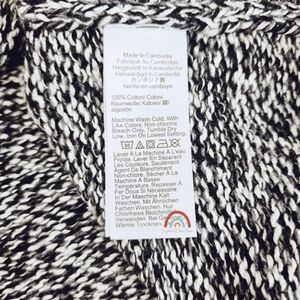 Made In Cambodia
Fabriqué Au Cambodge
Hergestellt In Kambodscha
Vervaardigd In Cambodja
カンボジア製
hecho en camboya
100% Cotton/ Coton/
Baumwolle/ Katoen/ 綿/
algodón
Machine Wash Cold, With
Like Colors, Non-chlorine
Bleach Only, Tumble Dry
Low. Iron On Low Setting.
Laver À La Machine À L'eau
Froide. Laver En Séparant
Les Couleurs. Seulement
Agent De Blanchiment
Non-chlore. Sécher À La
Machine À Basse
Température. Repasser À
Fer Doux Si Nécessaire.
In Der Maschine Kalt
Waschen. Mit Ähnlichen
Farben Waschen. Nur
Chlorfreies Bleichmittel
Verwenden. Bei
Wärme Trocknen.